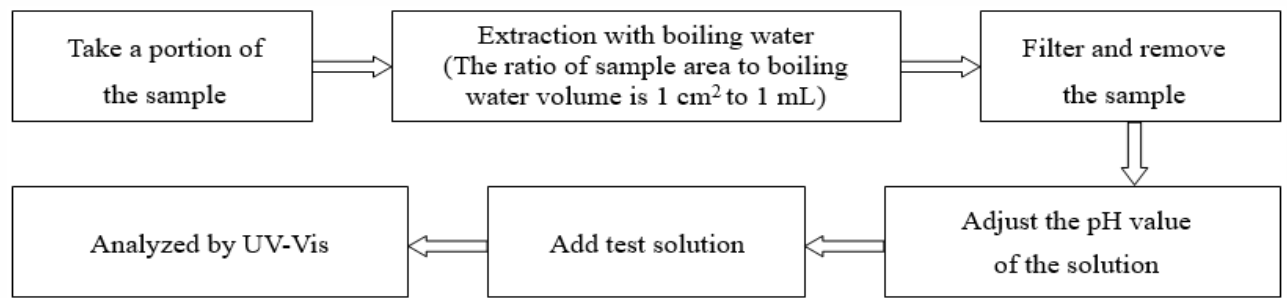 Take a portion of
the sample
Extraction with boiling water
(The ratio of sample area to boiling
water volume is 1 cm² to 1 mL)
Filter and remove
the sample
Adjust the pH value
of the solution
Add test solution
Analyzed by UV-Vis